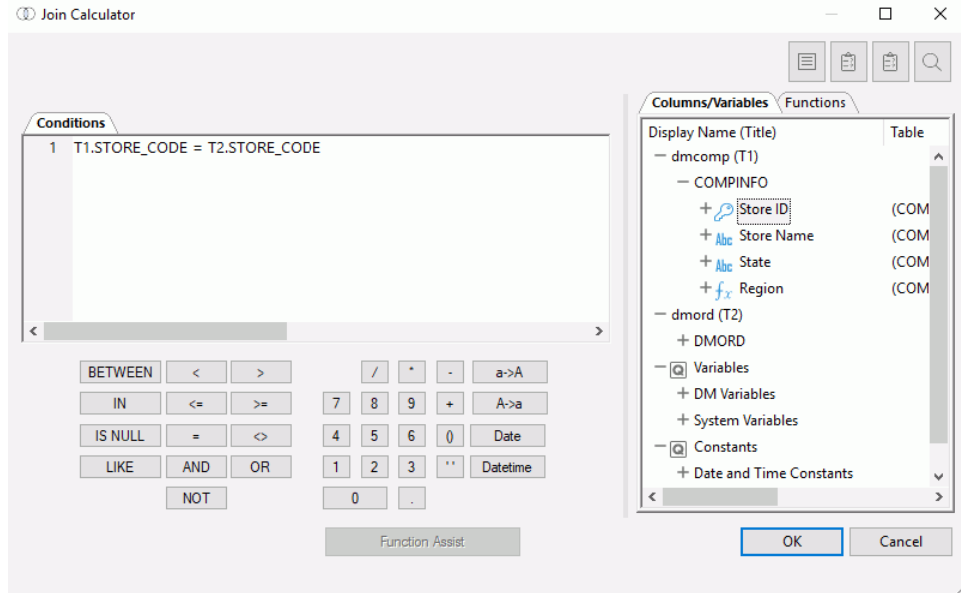 Join Calculator
Conditions
1 T1.STORE_CODE = T2.STORE_CODE
BETWEEN < > / * - a->A
IN <= >= 7 8 9 + A->a
IS NULL = <> 4 5 6 () Date
LIKE AND OR 1 2 3 ' ' Datetime
NOT 0 .
Function Assist
Columns/Variables Functions
Display Name (Title) Table
dmcomp (T1)
COMPINFO
Store ID (COM
Abc Store Name (COM
Abc State (COM
fx Region (COM
dmord (T2)
DMORD
Q Variables
DM Variables
System Variables
Q Constants
Date and Time Constants
OK Cancel